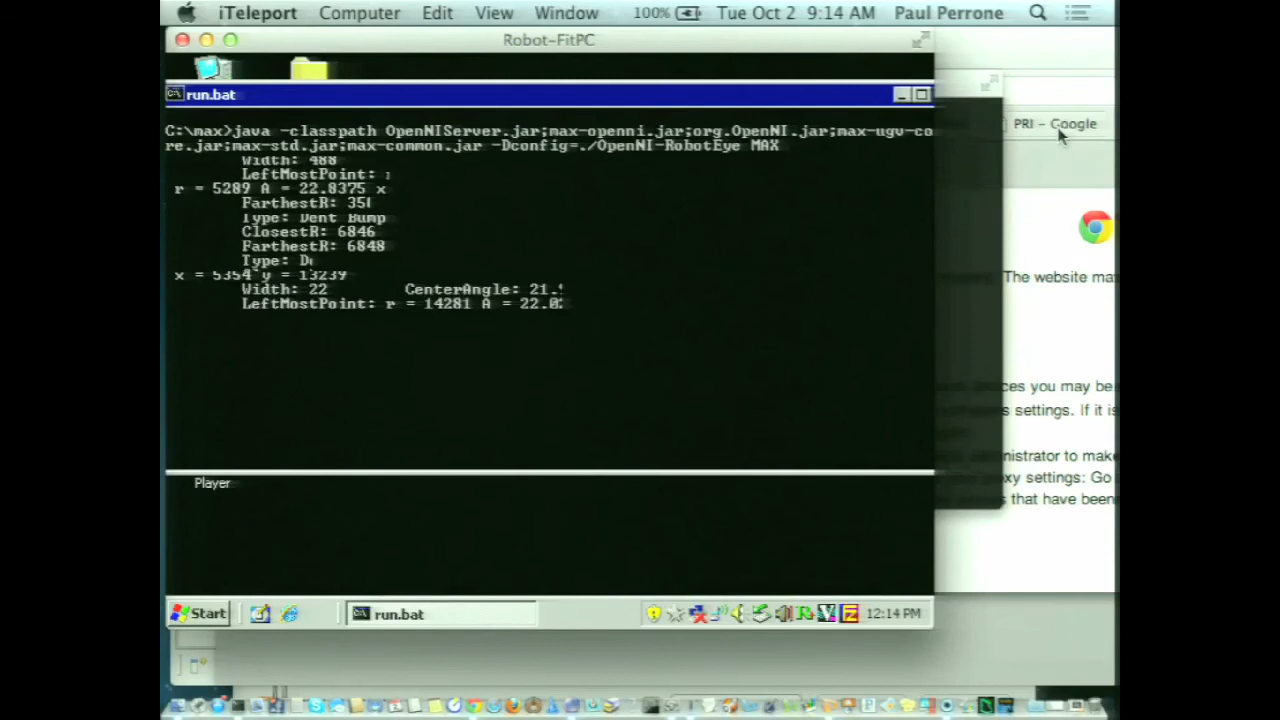 iTeleport Computer Edit View Window 100% Tue Oct 2 9:14 AM Paul Perrone
Robot-FitPC
run.bat
PRI - Google
C:\max>java -classpath OpenNIServer.jar;max-openni.jar;org.OpenNI.jar;max-ugv-co
re.jar;max-std.jar;max-common.jar -Dconfig=./OpenNI-RobotEye MAX
Width: 488
LeftMostPoint:
r = 5289 A = 22.8375 x
FarthestR: 35
Type: Dent Bump
ClosestR: 6846
FarthestR: 6848
Type:
x = 5354 y = 13239
Width: 22 CenterAngle: 21.
LeftMostPoint: r = 14281 A = 22.0
The website ma
ces you may be
settings. If it is
nistrator to make
xy settings: Go
s that have been
Player
Start run.bat 12:14 PM